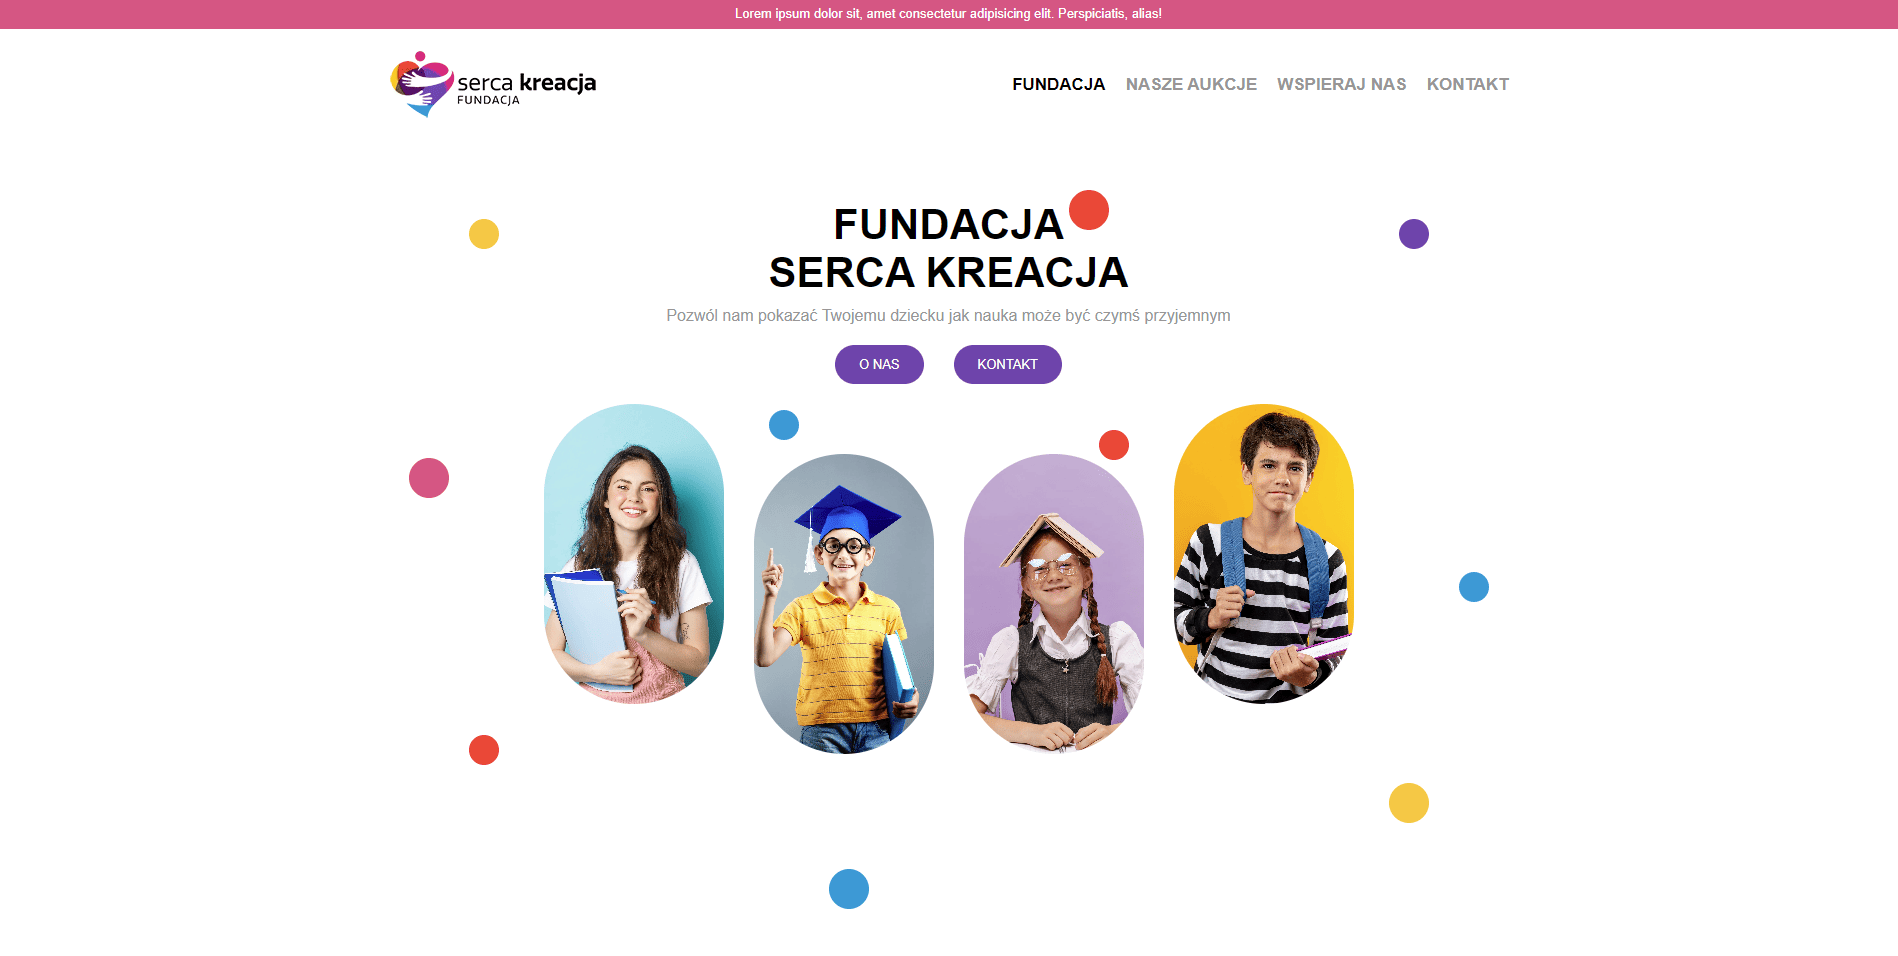 Lorem ipsum dolor sit, amet consectetur adipisicing elit. Perspiciatis, alias!
serca kreacja
FUNDACJA
FUNDACJA NASZE AUKCJE WSPIERAJ NAS KONTAKT
FUNDACJA
SERCA KREACJA
Pozwól nam pokazać Twojemu dziecku jak nauka może być czymś przyjemnym
O NAS KONTAKT